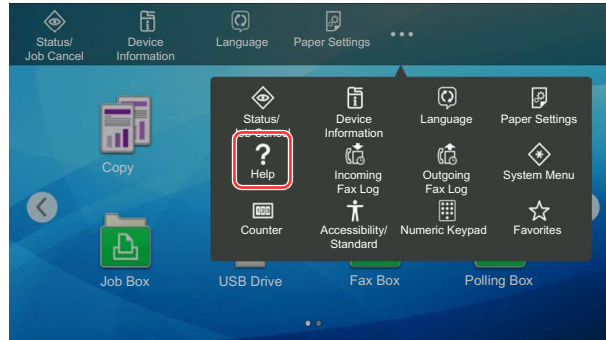 Status/
Job Cancel
Device
Information
Language
Paper Settings
Status/
Job Cancel
Device
Information
Language
Paper Settings
Help
Incoming
Fax Log
Outgoing
Fax Log
System Menu
Counter
Accessibility/
Standard
Numeric Keypad
Favorites
Copy
Job Box
USB Drive
Fax Box
Polling Box